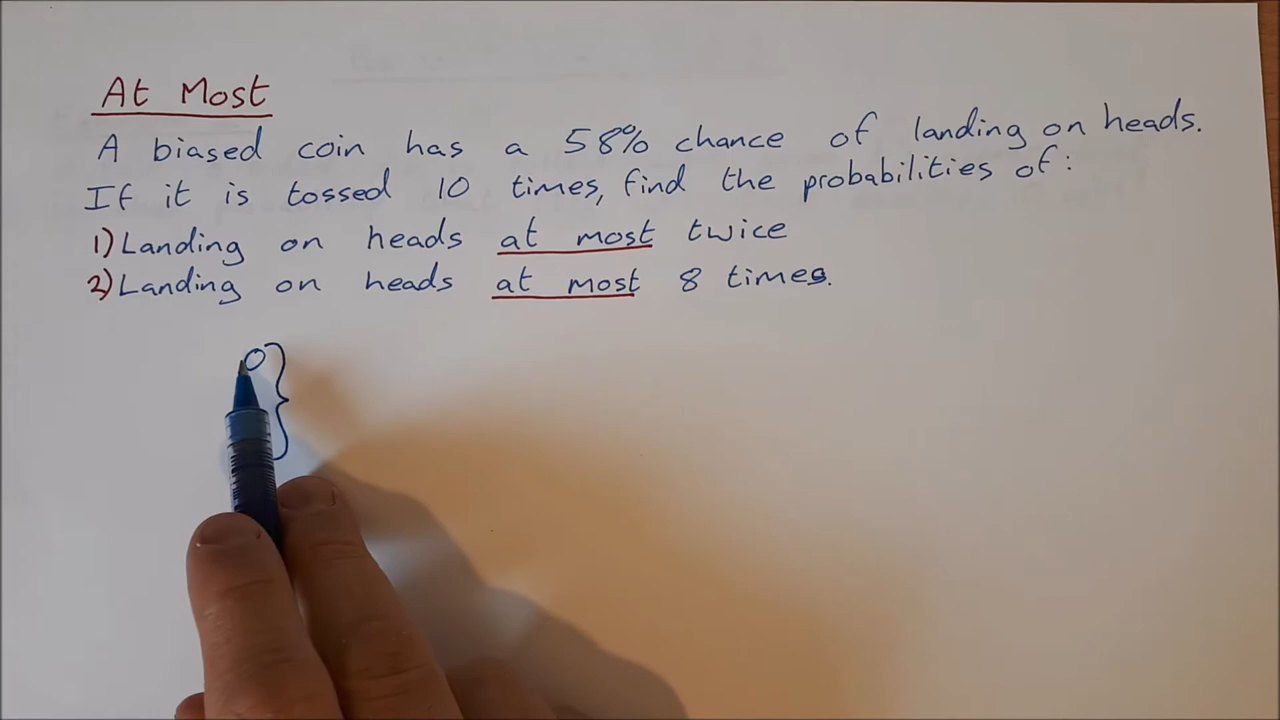 At Most
A biased coin has a 58% chance of landing on heads.
If it is tossed 10 times, find the probabilities of:
1) Landing on heads at most twice
2) Landing on heads at most 8 times.
0 }